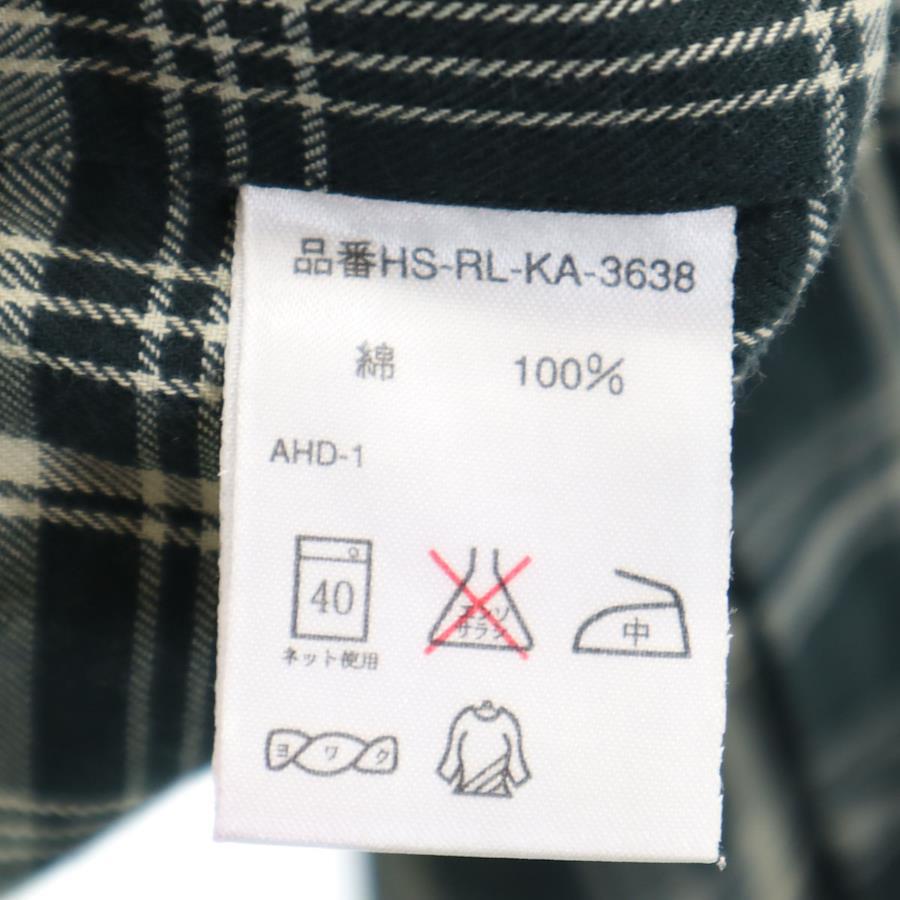 品番HS-RL-KA-3638
綿 100%
AHD-1
40
エンソ
サラシ
中
ネット使用
ヨワク